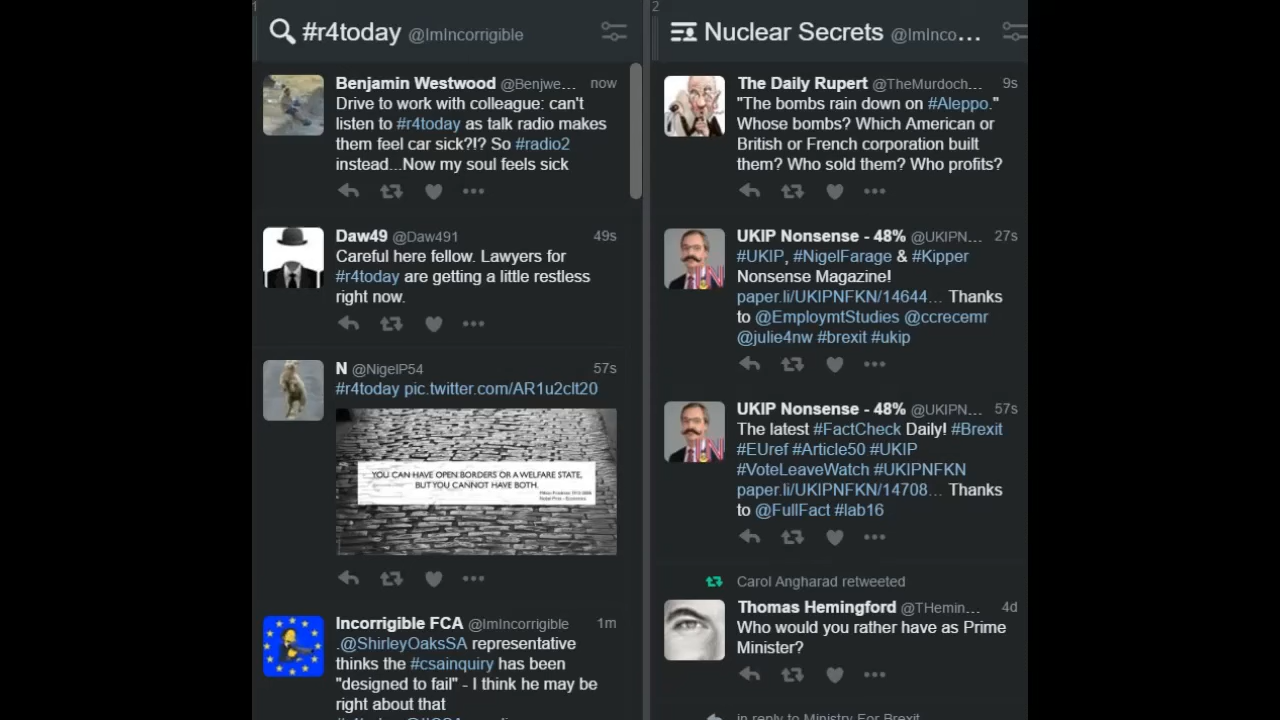 1
#r4today @ImIncorrigible
Benjamin Westwood @Benjwe... now
Drive to work with colleague: can't
listen to #r4today as talk radio makes
them feel car sick?!? So #radio2
instead...Now my soul feels sick
Daw49 @Daw491 49s
Careful here fellow. Lawyers for
#r4today are getting a little restless
right now.
N @NigelP54 57s
#r4today pic.twitter.com/AR1u2clt20
YOU CAN HAVE OPEN BORDERS OR A WELFARE STATE,
BUT YOU CANNOT HAVE BOTH.
Incorrigible FCA @ImIncorrigible 1m
.@ShirleyOaksSA representative
thinks the #csainquiry has been
"designed to fail" - I think he may be
right about that
2
Nuclear Secrets @ImInco...
The Daily Rupert @TheMurdoch... 9s
"The bombs rain down on #Aleppo."
Whose bombs? Which American or
British or French corporation built
them? Who sold them? Who profits?
UKIP Nonsense - 48% @UKIPN... 27s
#UKIP, #NigelFarage & #Kipper
Nonsense Magazine!
paper.li/UKIPNFKN/14644... Thanks
to @EmploymtStudies @ccrecemr
@julie4nw #brexit #ukip
UKIP Nonsense - 48% @UKIPN... 57s
The latest #FactCheck Daily! #Brexit
#EUref #Article50 #UKIP
#VoteLeaveWatch #UKIPNFKN
paper.li/UKIPNFKN/14708... Thanks
to @FullFact #lab16
Carol Angharad retweeted
Thomas Hemingford @THemin... 4d
Who would you rather have as Prime
Minister?
in reply to Ministry For Brexit